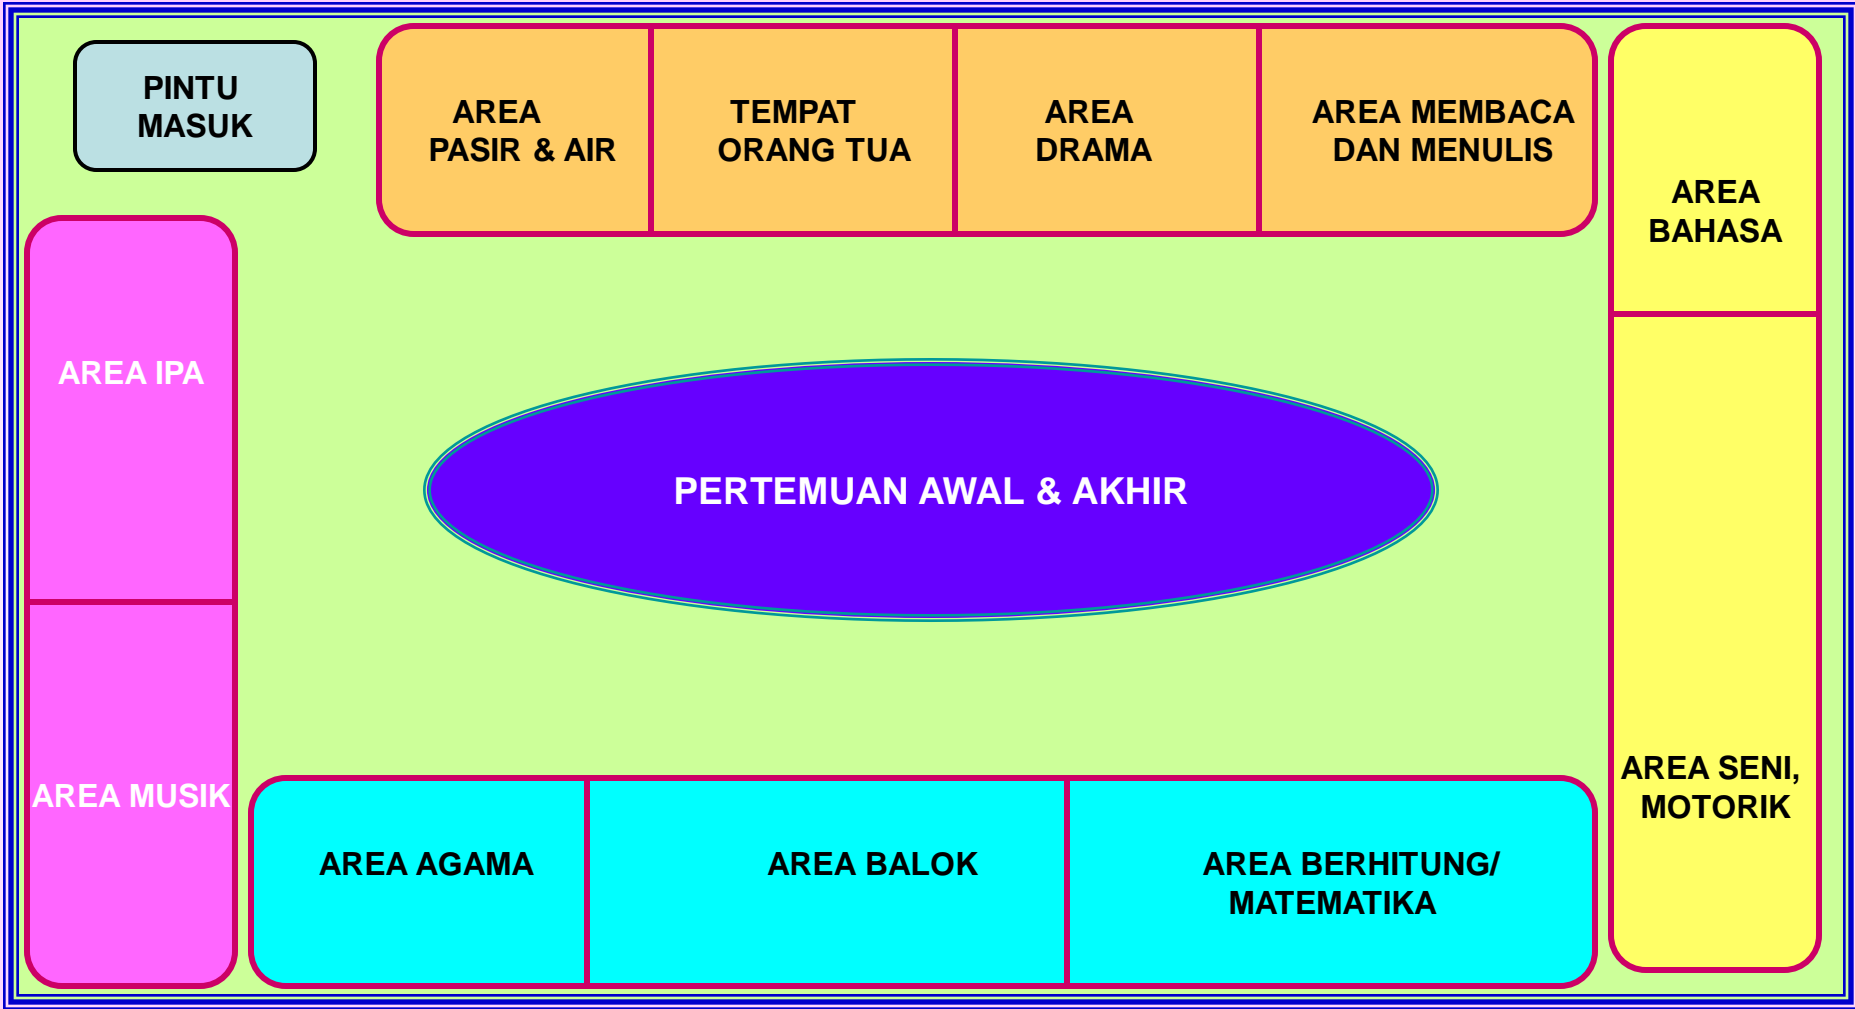 PINTU
MASUK
AREA
PASIR & AIR
TEMPAT
ORANG TUA
AREA
DRAMA
AREA MEMBACA
DAN MENULIS
AREA
BAHASA
AREA IPA
PERTEMUAN AWAL & AKHIR
AREA MUSIK
AREA SENI,
MOTORIK
AREA AGAMA
AREA BALOK
AREA BERHITUNG/
MATEMATIKA